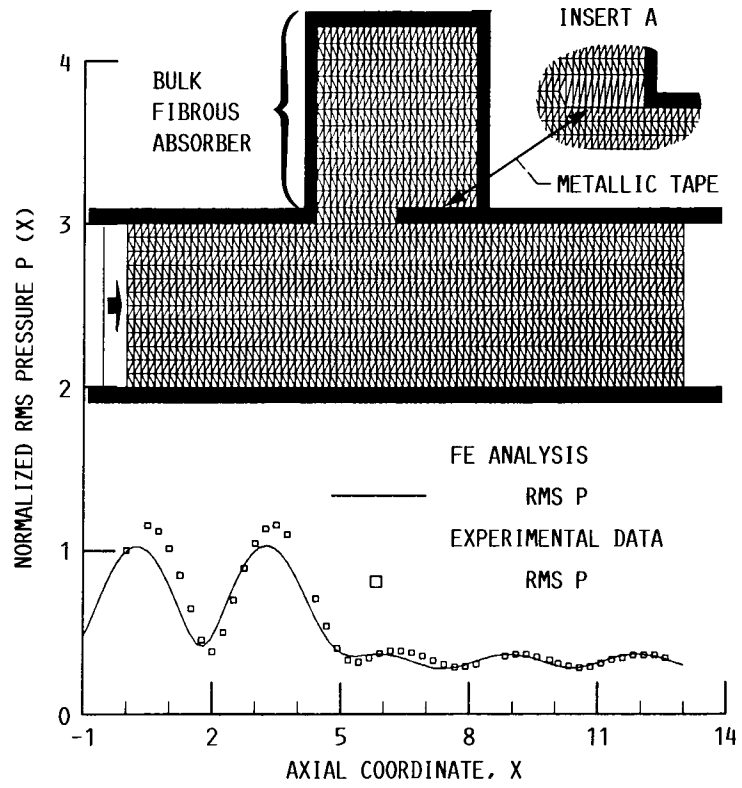 INSERT A
4
BULK
FIBROUS
ABSORBER
METALLIC TAPE
3
NORMALIZED RMS PRESSURE P (X)
2
FE ANALYSIS
RMS P
1
EXPERIMENTAL DATA
RMS P
0
-1 2 5 8 11 14
AXIAL COORDINATE, X